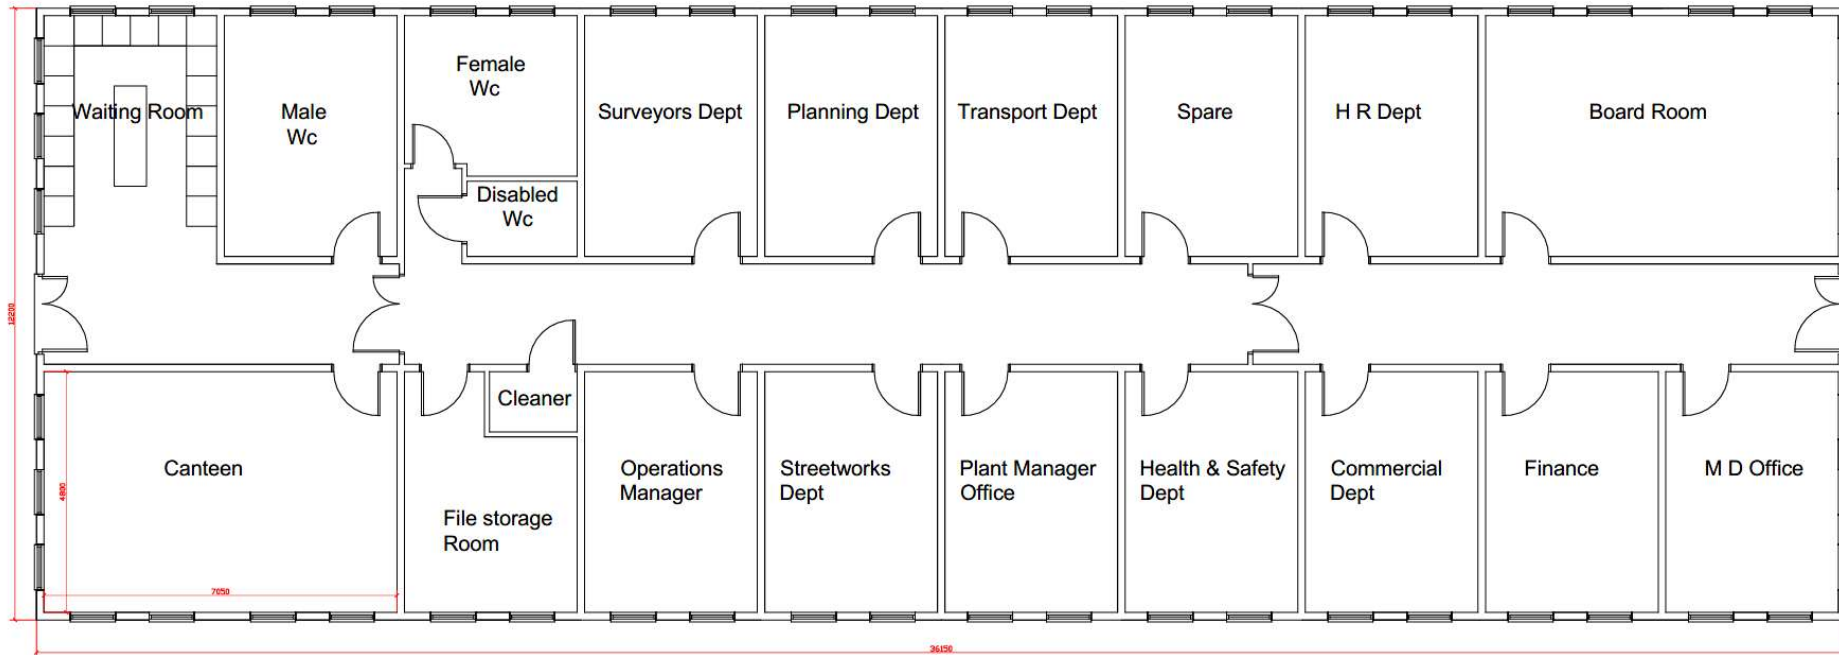 Waiting Room
Male
Wc
Female
Wc
Disabled
Wc
Surveyors Dept
Planning Dept
Transport Dept
Spare
H R Dept
Board Room
12200
Canteen
4800
7050
Cleaner
File storage
Room
Operations
Manager
Streetworks
Dept
Plant Manager
Office
Health & Safety
Dept
Commercial
Dept
Finance
M D Office
36150